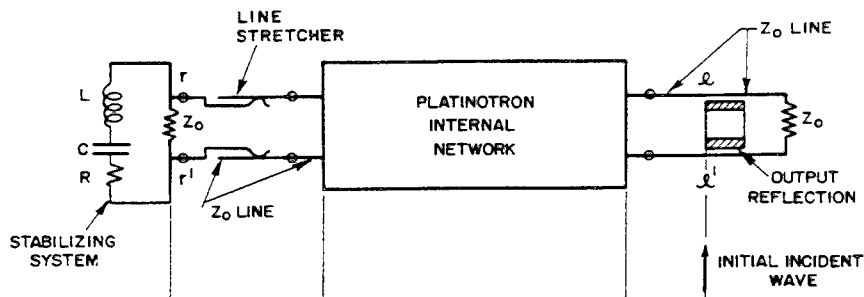 LINE
STRETCHER
Z₀ LINE
L
C
R
r
r'
Z₀
Z₀ LINE
STABILIZING
SYSTEM
PLATINOTRON
INTERNAL
NETWORK
ℓ
ℓ'
Z₀
OUTPUT
REFLECTION
INITIAL INCIDENT
WAVE